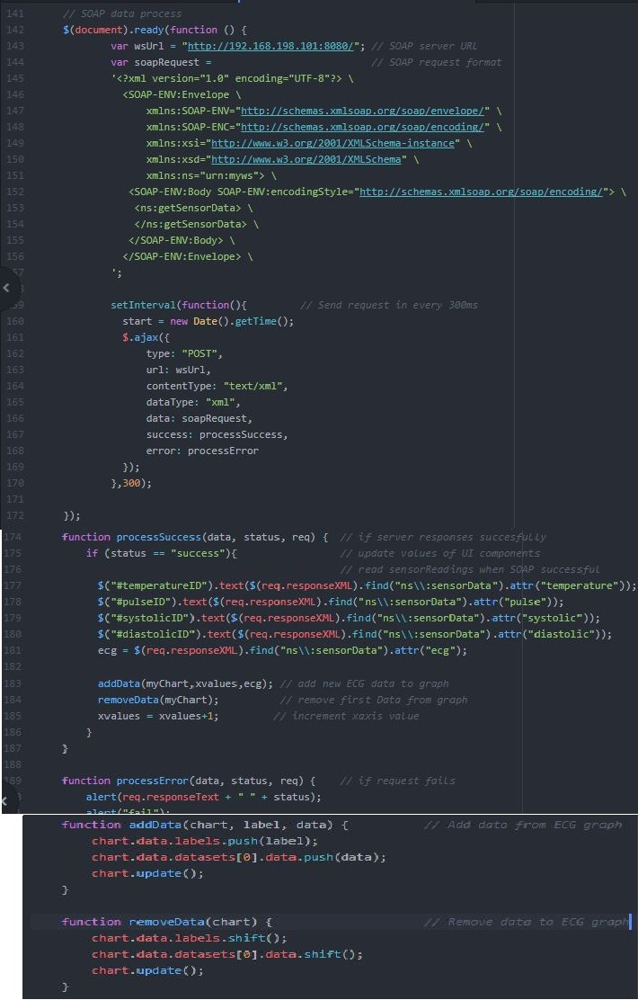 141 // SOAP data process
142 $(document).ready(function () {
143 var wsUrl = "http://192.168.198.101:8080/"; // SOAP server URL
144 var soapRequest = // SOAP request format
145 '<?xml version="1.0" encoding="UTF-8"?> \
146 <SOAP-ENV:Envelope \
147 xmlns:SOAP-ENV="http://schemas.xmlsoap.org/soap/envelope/" \
148 xmlns:SOAP-ENC="http://schemas.xmlsoap.org/soap/encoding/" \
149 xmlns:xsi="http://www.w3.org/2001/XMLSchema-instance" \
150 xmlns:xsd="http://www.w3.org/2001/XMLSchema" \
151 xmlns:ns="urn:myws"> \
152 <SOAP-ENV:Body SOAP-ENV:encodingStyle="http://schemas.xmlsoap.org/soap/encoding/"> \
153 <ns:getSensorData> \
154 </ns:getSensorData> \
155 </SOAP-ENV:Body> \
156 </SOAP-ENV:Envelope> \
';
setInterval(function(){ // Send request in every 300ms
160 start = new Date().getTime();
161 $.ajax({
162 type: "POST",
163 url: wsUrl,
164 contentType: "text/xml",
165 dataType: "xml",
166 data: soapRequest,
167 success: processSuccess,
168 error: processError
169 });
170 },300);
171
172 });
174 function processSuccess(data, status, req) { // if server responses succesfully
175 if (status == "success"){ // update values of UI components
176 // read sensorReadings when SOAP successful
177 $("#temperatureID").text($(req.responseXML).find("ns\\:sensorData").attr("temperature"));
178 $("#pulseID").text($(req.responseXML).find("ns\\:sensorData").attr("pulse"));
179 $("#systolicID").text($(req.responseXML).find("ns\\:sensorData").attr("systolic"));
180 $("#diastolicID").text($(req.responseXML).find("ns\\:sensorData").attr("diastolic"));
181 ecg = $(req.responseXML).find("ns\\:sensorData").attr("ecg");
182
183 addData(myChart,xvalues,ecg); // add new ECG data to graph
184 removeData(myChart); // remove first Data from graph
185 xvalues = xvalues+1; // increment xaxis value
186 }
187 }
188
189 function processError(data, status, req) { // if request fails
alert(req.responseText + " " + status);
alert("fail");
function addData(chart, label, data) { // Add data from ECG graph
chart.data.labels.push(label);
chart.data.datasets[0].data.push(data);
chart.update();
}
function removeData(chart) { // Remove data to ECG graph
chart.data.labels.shift();
chart.data.datasets[0].data.shift();
chart.update();
}